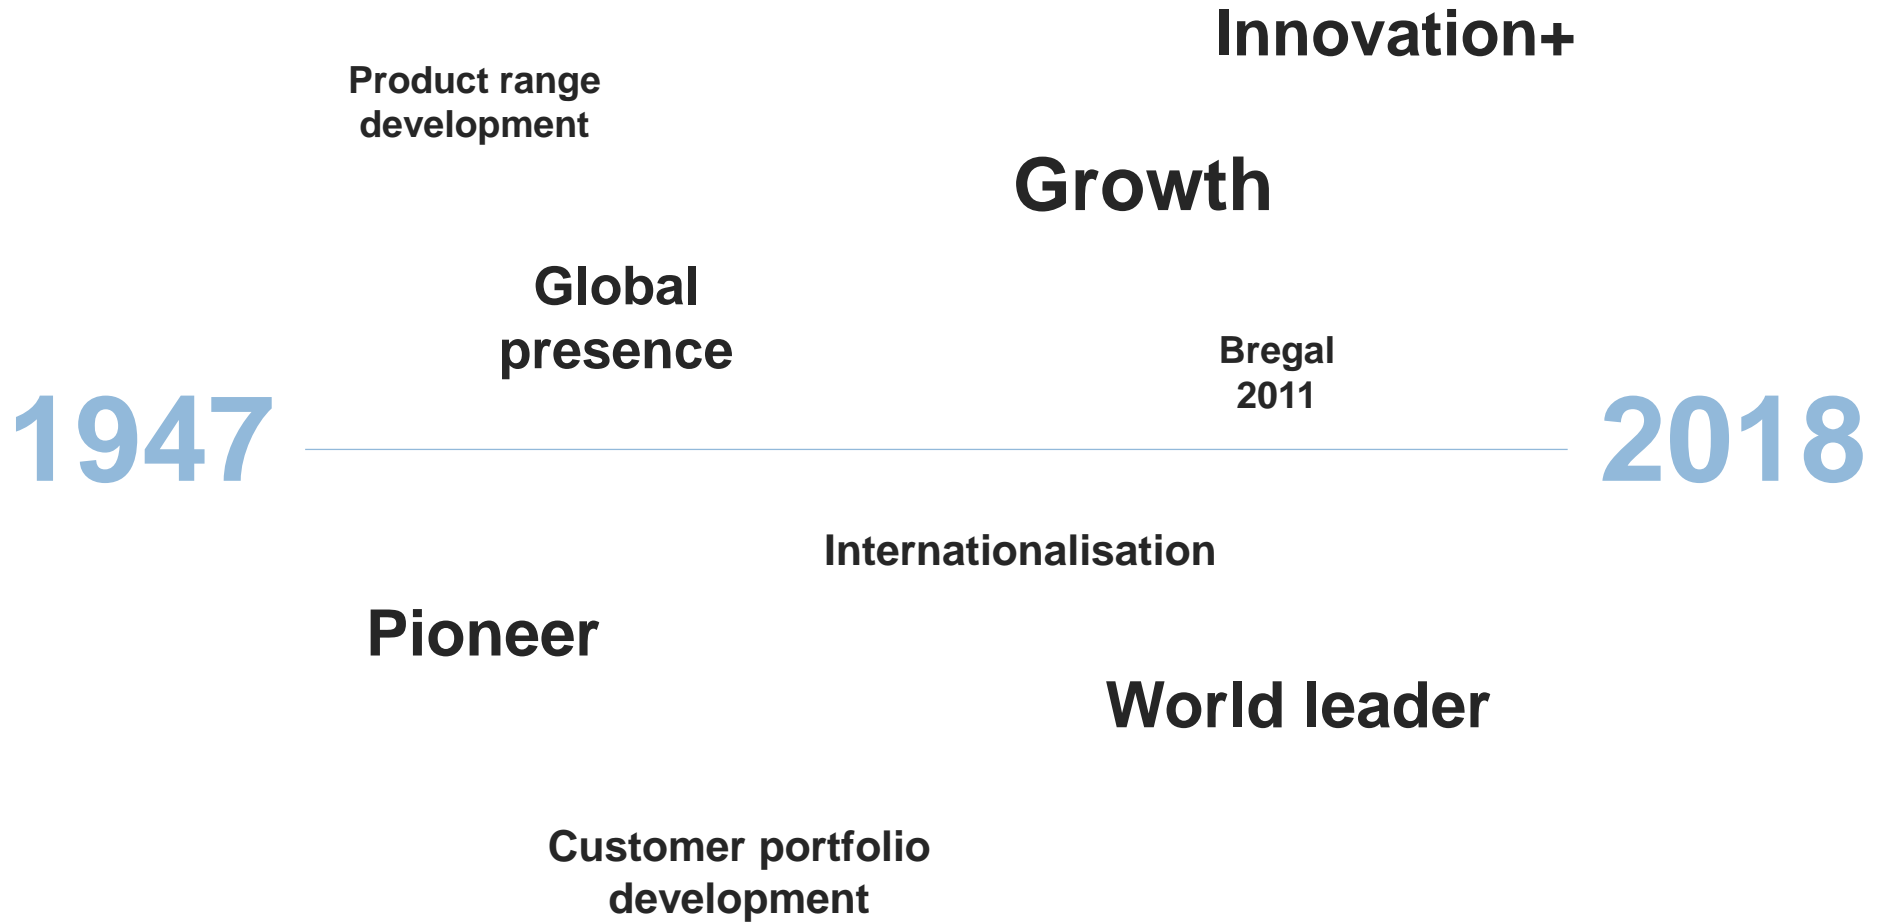 Innovation+
Product range
development
Growth
Global
presence
Bregal
2011
1947
2018
Internationalisation
Pioneer
World leader
Customer portfolio
development